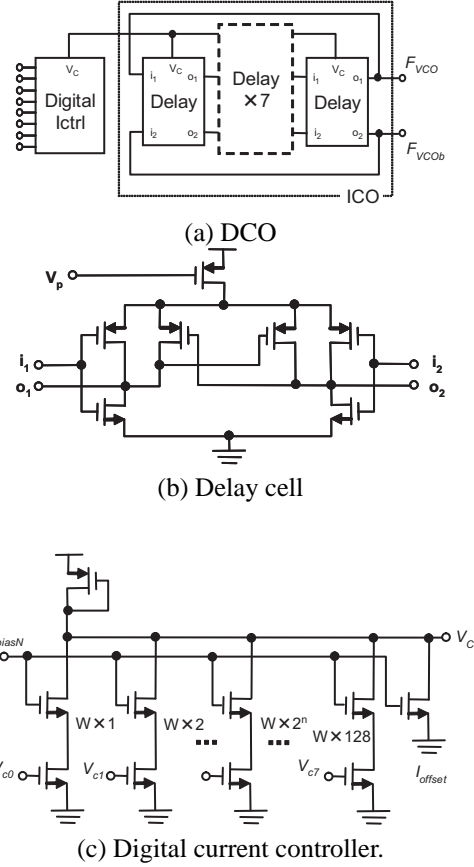 V_C V_C V_C
Digital Ictrl
i_1 o_1
Delay
i_2 o_2
Delay ×7
i_1 o_1
Delay
i_2 o_2
F_VCO
F_VCOb
ICO
(a) DCO
V_p
i_1 i_2
o_1 o_2
(b) Delay cell
V_C
biasN
W×1 W×2 W×2^n W×128
V_c1 V_c7
I_offset
(c) Digital current controller.